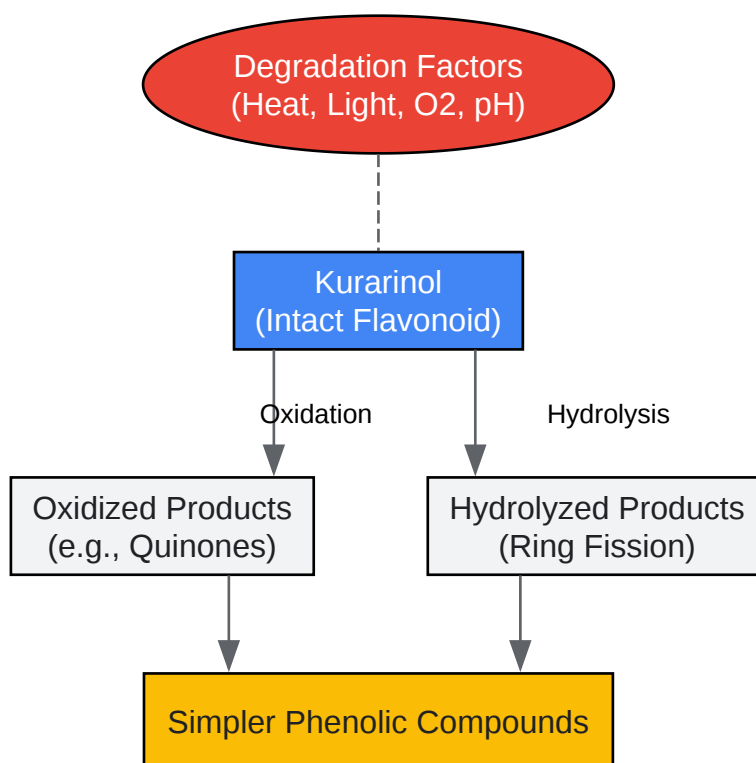 Degradation Factors
(Heat, Light, O2, pH)
Kurarinol
(Intact Flavonoid)
Oxidation
Hydrolysis
Oxidized Products
(e.g., Quinones)
Hydrolyzed Products
(Ring Fission)
Simpler Phenolic Compounds